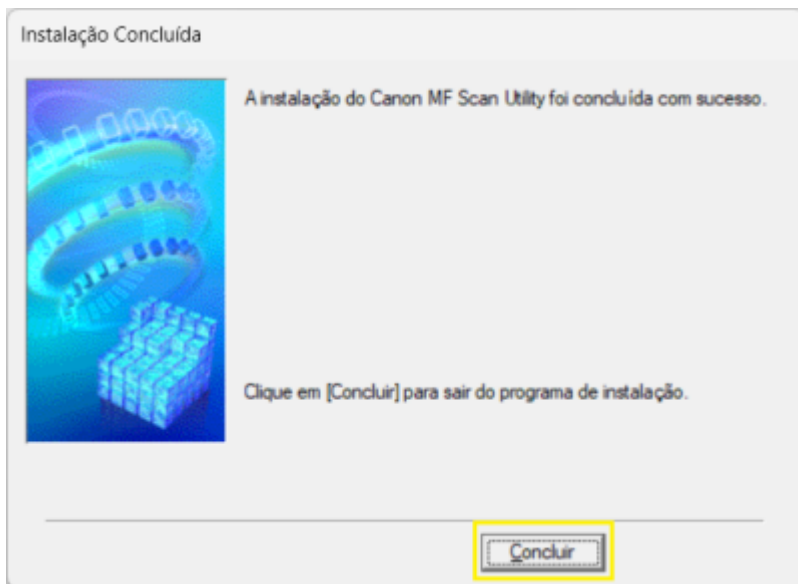 Instalação Concluída
A instalação do Canon MF Scan Utility foi concluída com sucesso.
Clique em [Concluir] para sair do programa de instalação.
Concluir